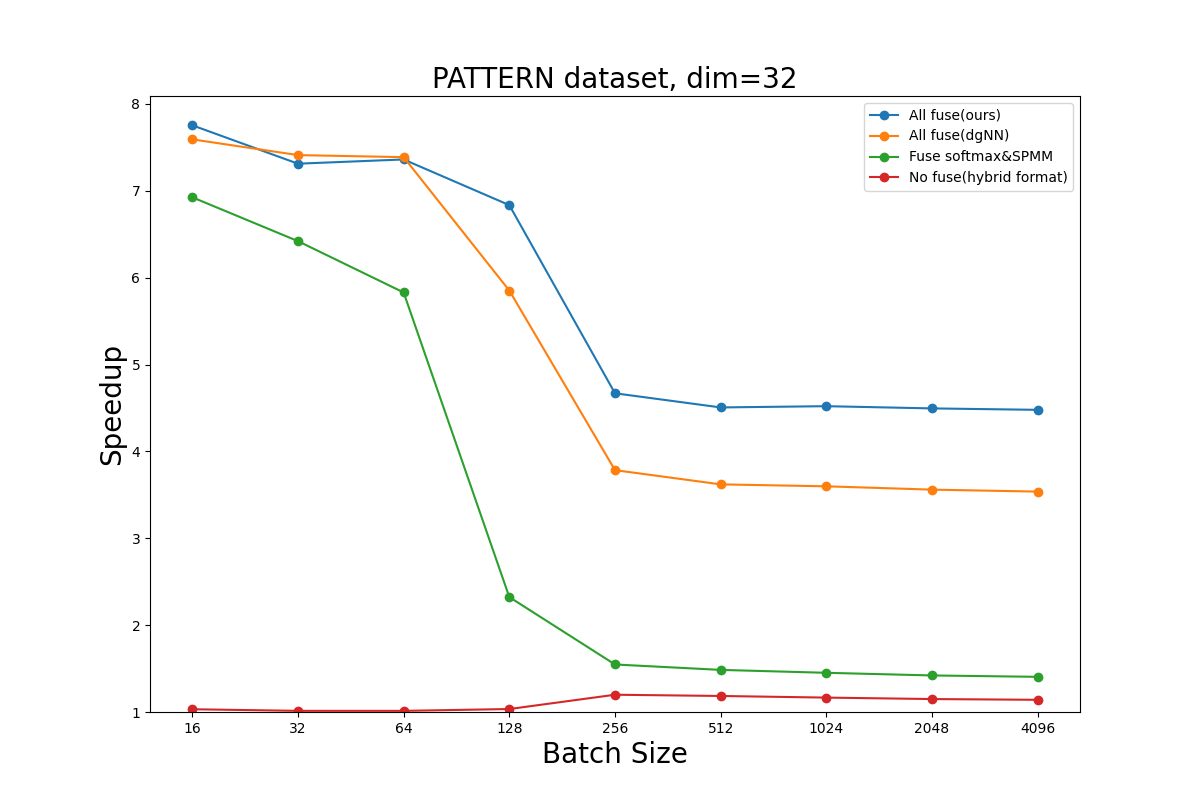 PATTERN dataset, dim=32
8
7
6
5
4
3
2
1
Speedup
All fuse(ours)
All fuse(dgNN)
Fuse softmax&SPMM
No fuse(hybrid format)
16 32 64 128 256 512 1024 2048 4096
Batch Size